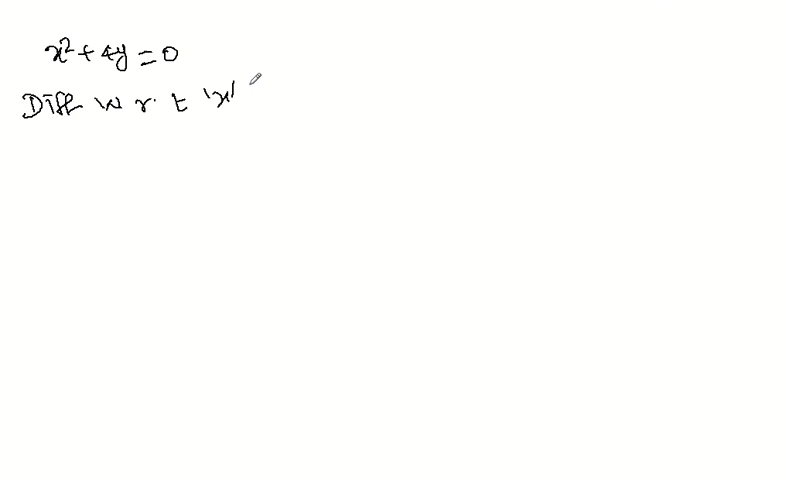 x² + 4y = 0
Diff w r. t 'x'